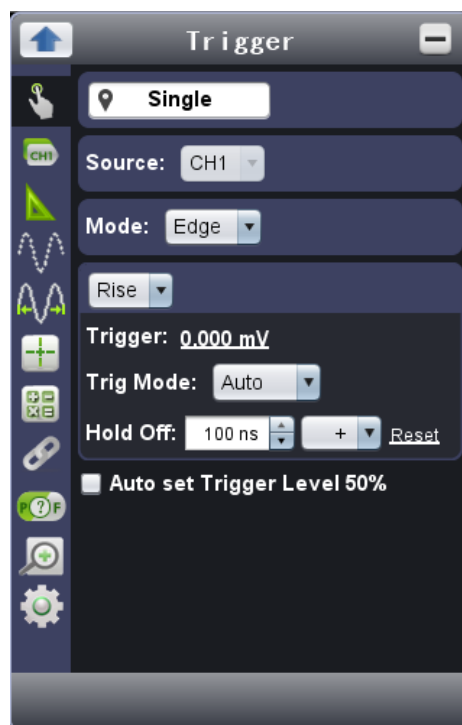 Trigger
Single
CH1
Source: CH1
Mode: Edge
Rise
Trigger: 0.000 mV
Trig Mode: Auto
Hold Off: 100 ns + Reset
P?F
Auto set Trigger Level 50%